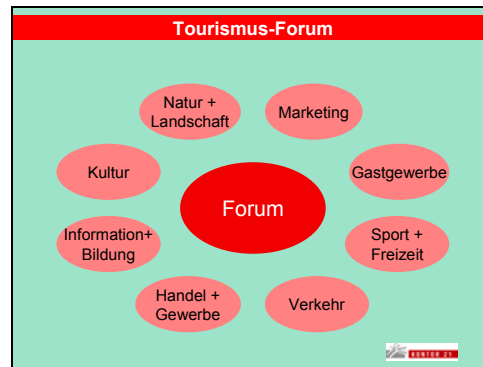 Tourismus-Forum
Natur +
Landschaft
Marketing
Kultur
Gastgewerbe
Forum
Information+
Bildung
Sport +
Freizeit
Handel +
Gewerbe
Verkehr
KONTOR 21